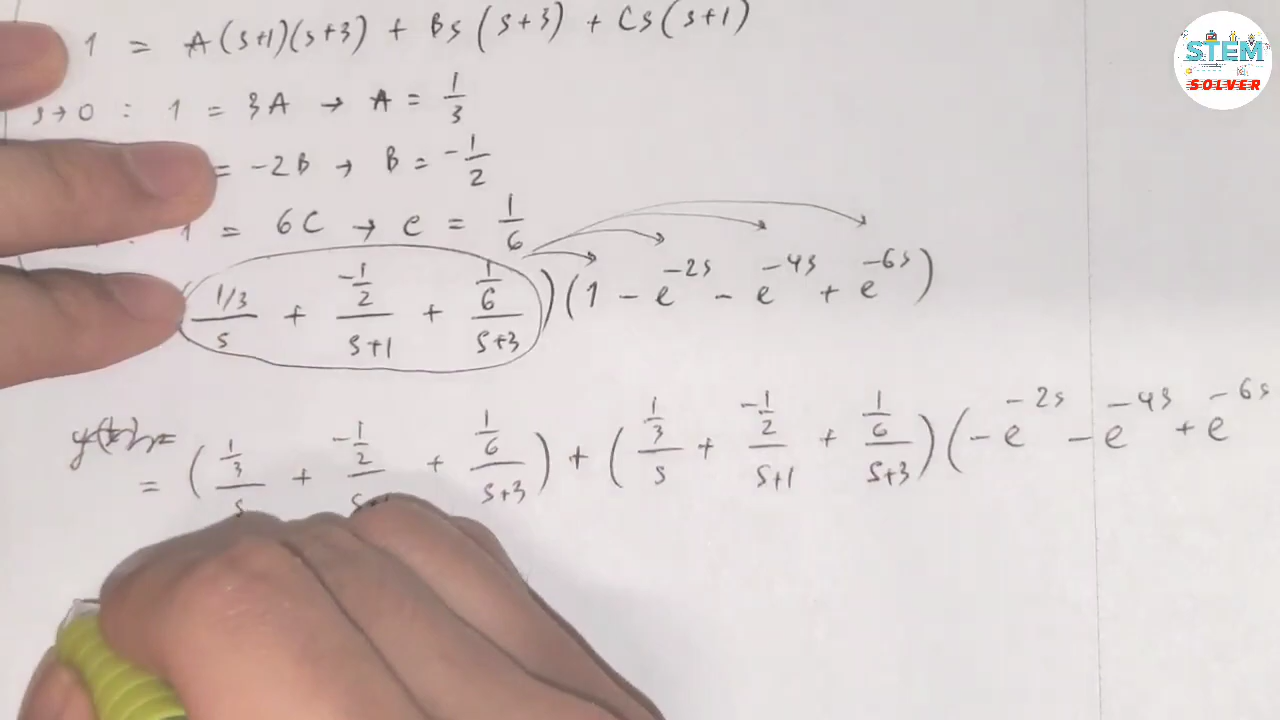 1 = A(s+1)(s+3) + Bs(s+3) + Cs(s+1)
STEM
SOLVER
s→0 : 1 = 3A → A = 1/3
= -2B → B = -1/2
: 1 = 6C → c = 1/6
1/3/s + -1/2/s+1 + 1/6/s+3 )(1 - e^-2s - e^-4s + e^-6s)
= (1/3/s + -1/2/s+1 + 1/6/s+3) + (1/3/s + -1/2/s+1 + 1/6/s+3)(-e^-2s - e^-4s + e^-6s